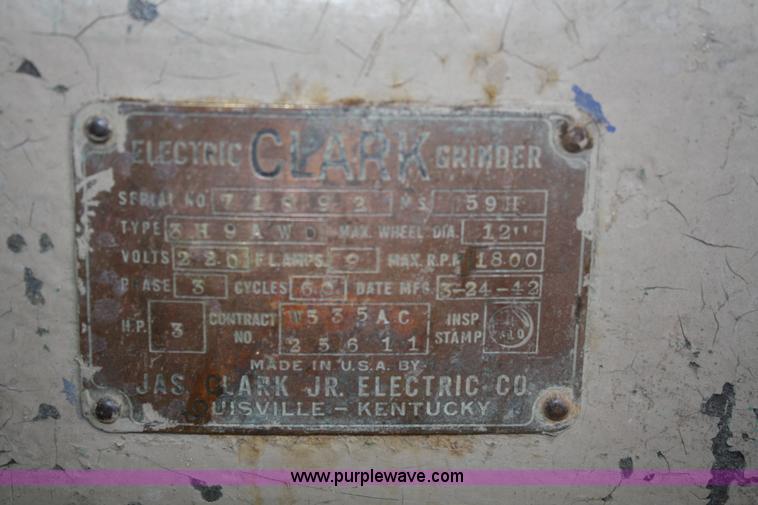 ELECTRIC CLARK GRINDER
SERIAL NO 71892 M.S. 59H
TYPE 3H9AWD MAX. WHEEL DIA. 12"
VOLTS 220 F.L.AMPS. 9 MAX. R.P.M 1800
PHASE 3 CYCLES 60 DATE MFG. 3-24-42
H.P. 3 CONTRACT NO. W535AC 25611 INSP STAMP
MADE IN U.S.A. BY
JAS. CLARK JR. ELECTRIC CO.
LOUISVILLE - KENTUCKY
www.purplewave.com